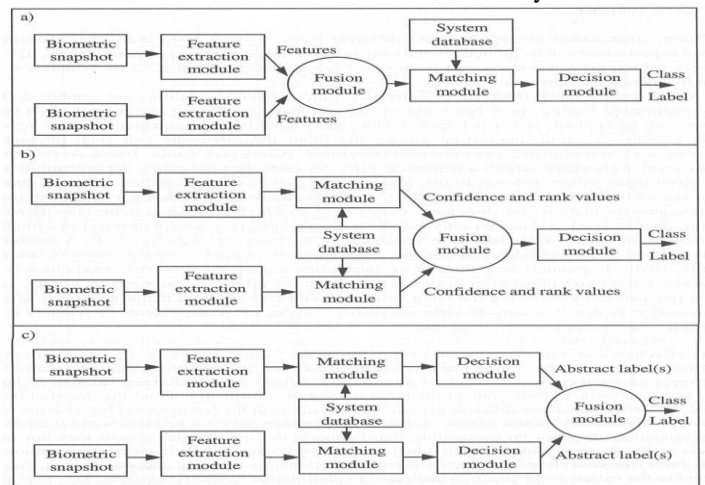 a)
System
database
Biometric
snapshot
Feature
extraction
module
Features
Fusion
module
Matching
module
Decision
module
Class
Label
Biometric
snapshot
Feature
extraction
module
Features
b)
Biometric
snapshot
Feature
extraction
module
Matching
module
Confidence and rank values
System
database
Fusion
module
Decision
module
Class
Label
Biometric
snapshot
Feature
extraction
module
Matching
module
Confidence and rank values
c)
Biometric
snapshot
Feature
extraction
module
Matching
module
Decision
module
Abstract label(s)
System
database
Fusion
module
Class
Label
Biometric
snapshot
Feature
extraction
module
Matching
module
Decision
module
Abstract label(s)